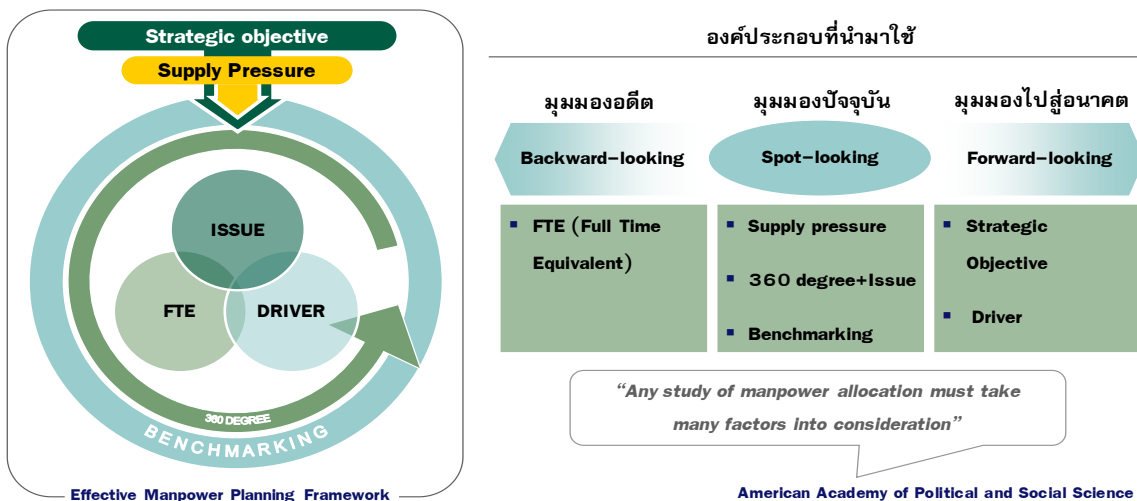 Strategic objective
Supply Pressure
ISSUE
FTE
DRIVER
360 DEGREE
BENCHMARKING
Effective Manpower Planning Framework
องค์ประกอบที่นำมาใช้
มุมมองอดีต
มุมมองปัจจุบัน
มุมมองไปสู่อนาคต
Backward-looking
Spot-looking
Forward-looking
▪ FTE (Full Time
Equivalent)
▪ Supply pressure
▪ 360 degree+Issue
▪ Benchmarking
▪ Strategic
Objective
▪ Driver
“Any study of manpower allocation must take
many factors into consideration”
American Academy of Political and Social Science